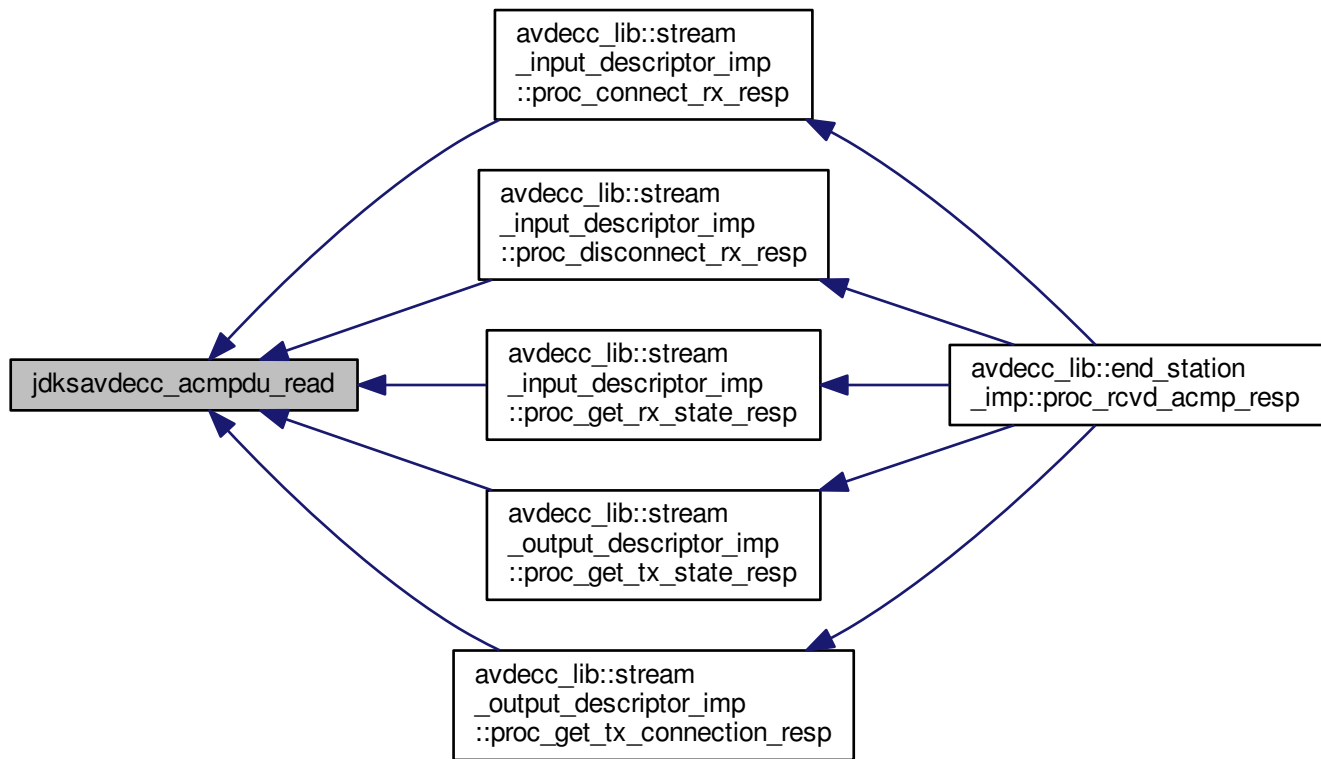 avdecc_lib::stream
_input_descriptor_imp
::proc_connect_rx_resp
avdecc_lib::stream
_input_descriptor_imp
::proc_disconnect_rx_resp
jdksavdecc_acmpdu_read
avdecc_lib::stream
_input_descriptor_imp
::proc_get_rx_state_resp
avdecc_lib::end_station
_imp::proc_rcvd_acmp_resp
avdecc_lib::stream
_output_descriptor_imp
::proc_get_tx_state_resp
avdecc_lib::stream
_output_descriptor_imp
::proc_get_tx_connection_resp